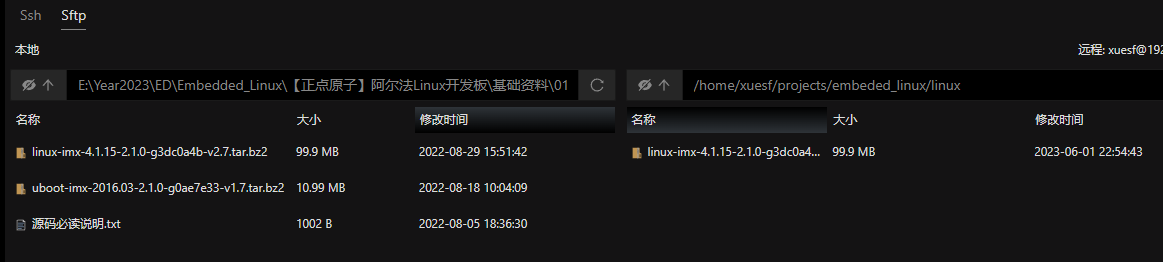 Ssh Sftp
本地 远程: xuesf@192
E:\Year2023\ED\Embedded_Linux\【正点原子】阿尔法Linux开发板\基础资料\01 /home/xuesf/projects/embeded_linux/linux
名称 大小 修改时间 名称 大小 修改时间
linux-imx-4.1.15-2.1.0-g3dc0a4b-v2.7.tar.bz2 99.9 MB 2022-08-29 15:51:42 linux-imx-4.1.15-2.1.0-g3dc0a4... 99.9 MB 2023-06-01 22:54:43
uboot-imx-2016.03-2.1.0-g0ae7e33-v1.7.tar.bz2 10.99 MB 2022-08-18 10:04:09
源码必读说明.txt 1002 B 2022-08-05 18:36:30